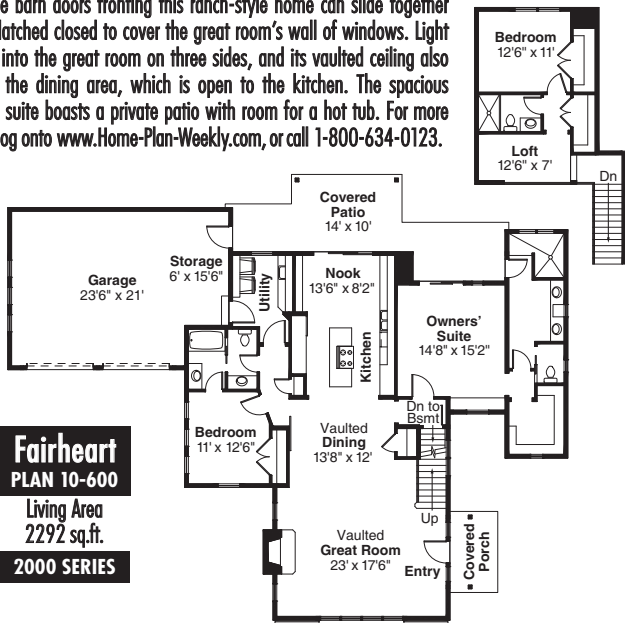 e barn doors fronting this ranch-style home can slide together
latched closed to cover the great room's wall of windows. Light
into the great room on three sides, and its vaulted ceiling also
the dining area, which is open to the kitchen. The spacious
suite boasts a private patio with room for a hot tub. For more
og onto www.Home-Plan-Weekly.com, or call 1-800-634-0123.
Bedroom
12'6" x 11'
Loft
12'6" x 7'
Dn
Covered
Patio
14' x 10'
Garage
23'6" x 21'
Storage
6' x 15'6"
Utility
Nook
13'6" x 8'2"
Kitchen
Owners'
Suite
14'8" x 15'2"
Bedroom
11' x 12'6"
Vaulted
Dining
13'8" x 12'
Dn to
Bsmt
Up
Vaulted
Great Room
23' x 17'6"
Entry
Covered
Porch
Fairheart
PLAN 10-600
Living Area
2292 sq.ft.
2000 SERIES